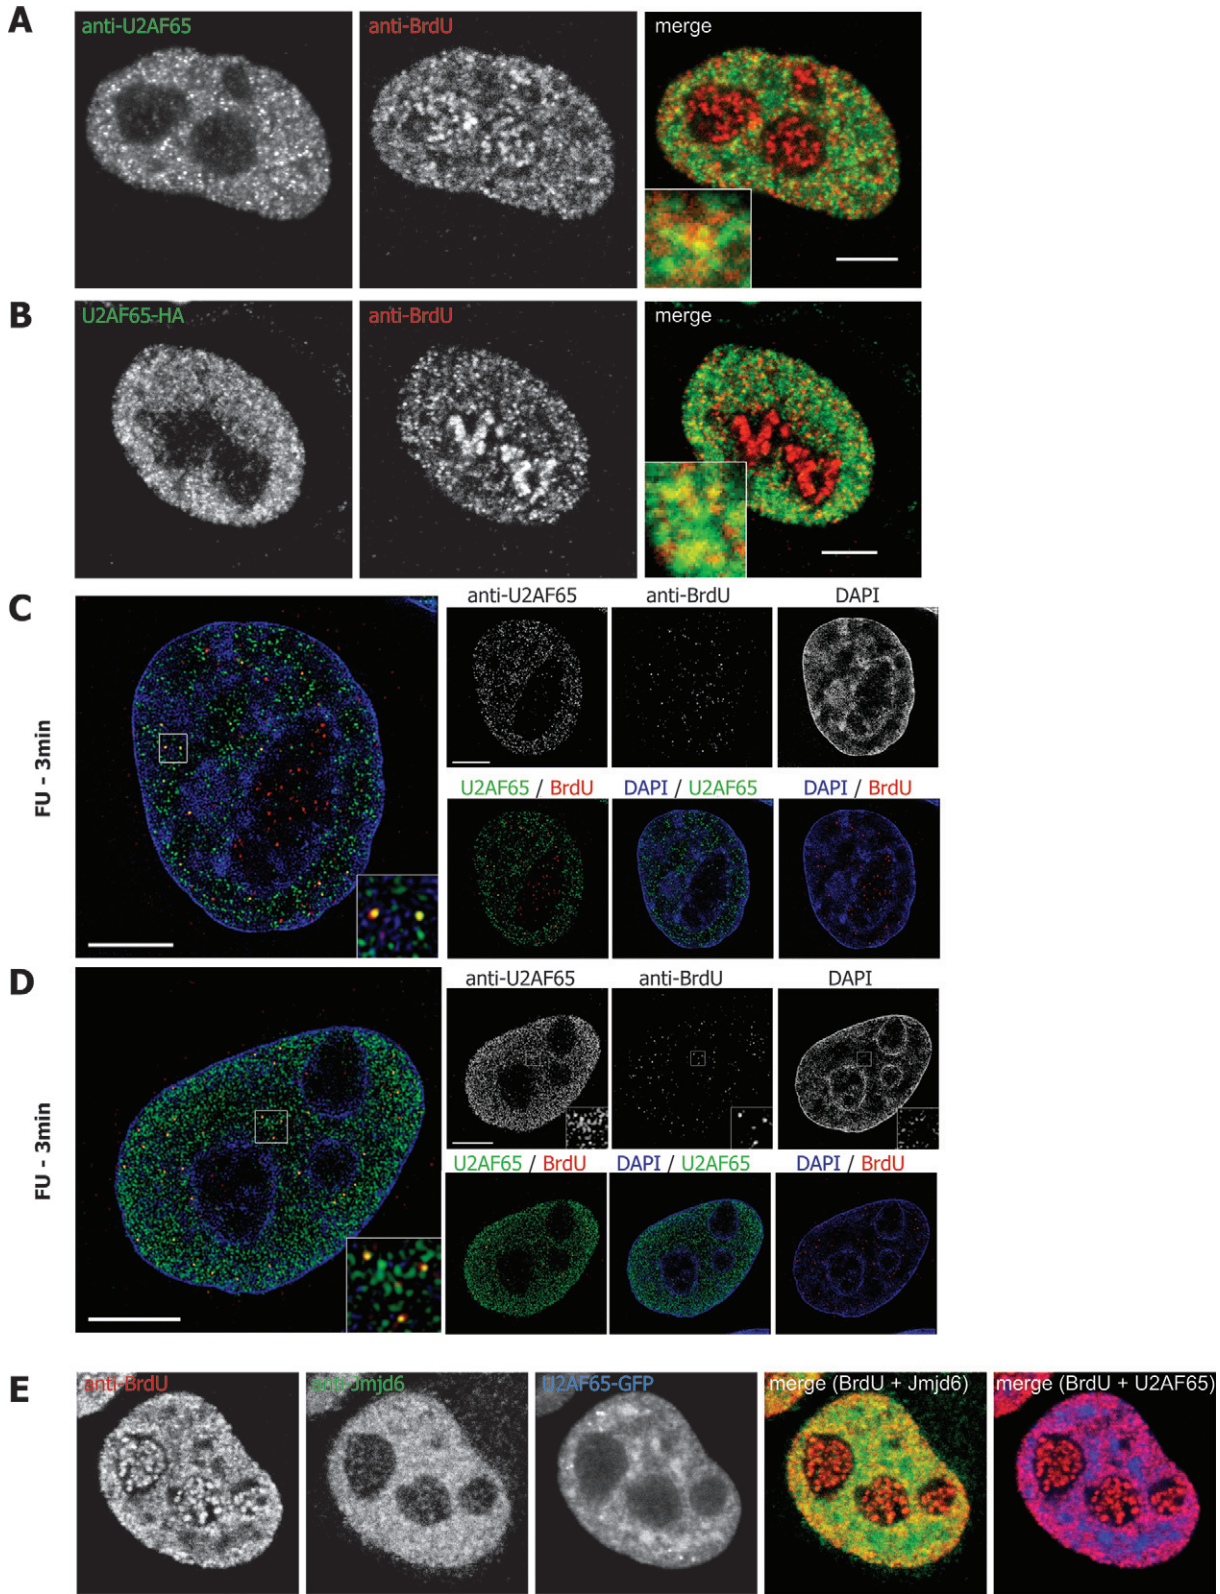 A
anti-U2AF65
anti-BrdU
merge
B
U2AF65-HA
anti-BrdU
merge
C
FU - 3min
anti-U2AF65
anti-BrdU
DAPI
U2AF65 / BrdU
DAPI / U2AF65
DAPI / BrdU
D
FU - 3min
anti-U2AF65
anti-BrdU
DAPI
U2AF65 / BrdU
DAPI / U2AF65
DAPI / BrdU
E
anti-BrdU
anti-Jmjd6
U2AF65-GFP
merge (BrdU + Jmjd6)
merge (BrdU + U2AF65)